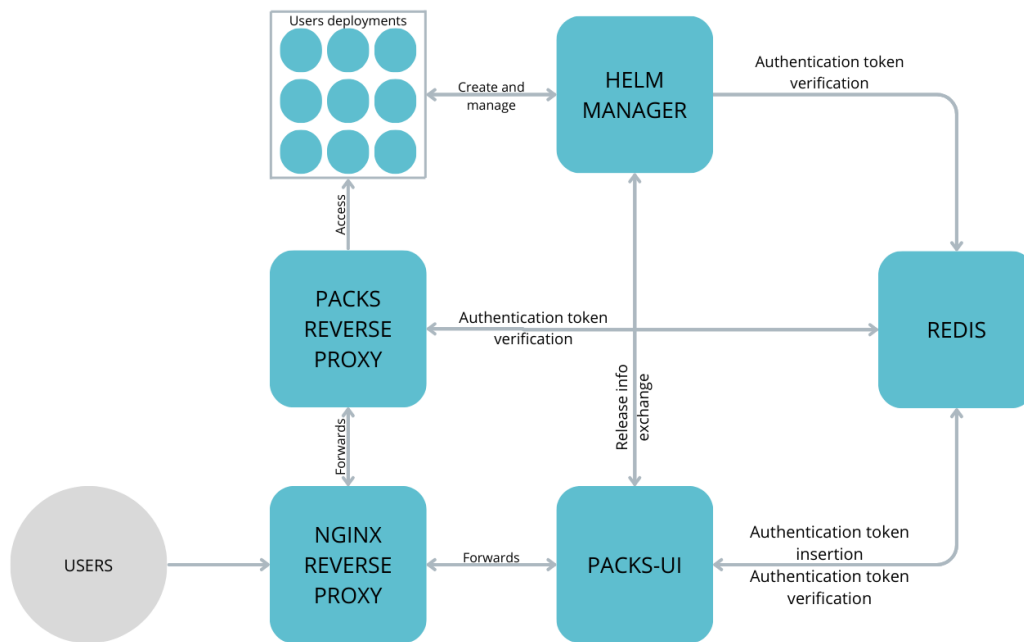 Users deployments
Create and
manage
HELM
MANAGER
Authentication token
verification
Access
PACKS
REVERSE
PROXY
Authentication token
verification
REDIS
Release info
exchange
Forwards
USERS
NGINX
REVERSE
PROXY
Forwards
PACKS-UI
Authentication token
insertion
Authentication token
verification